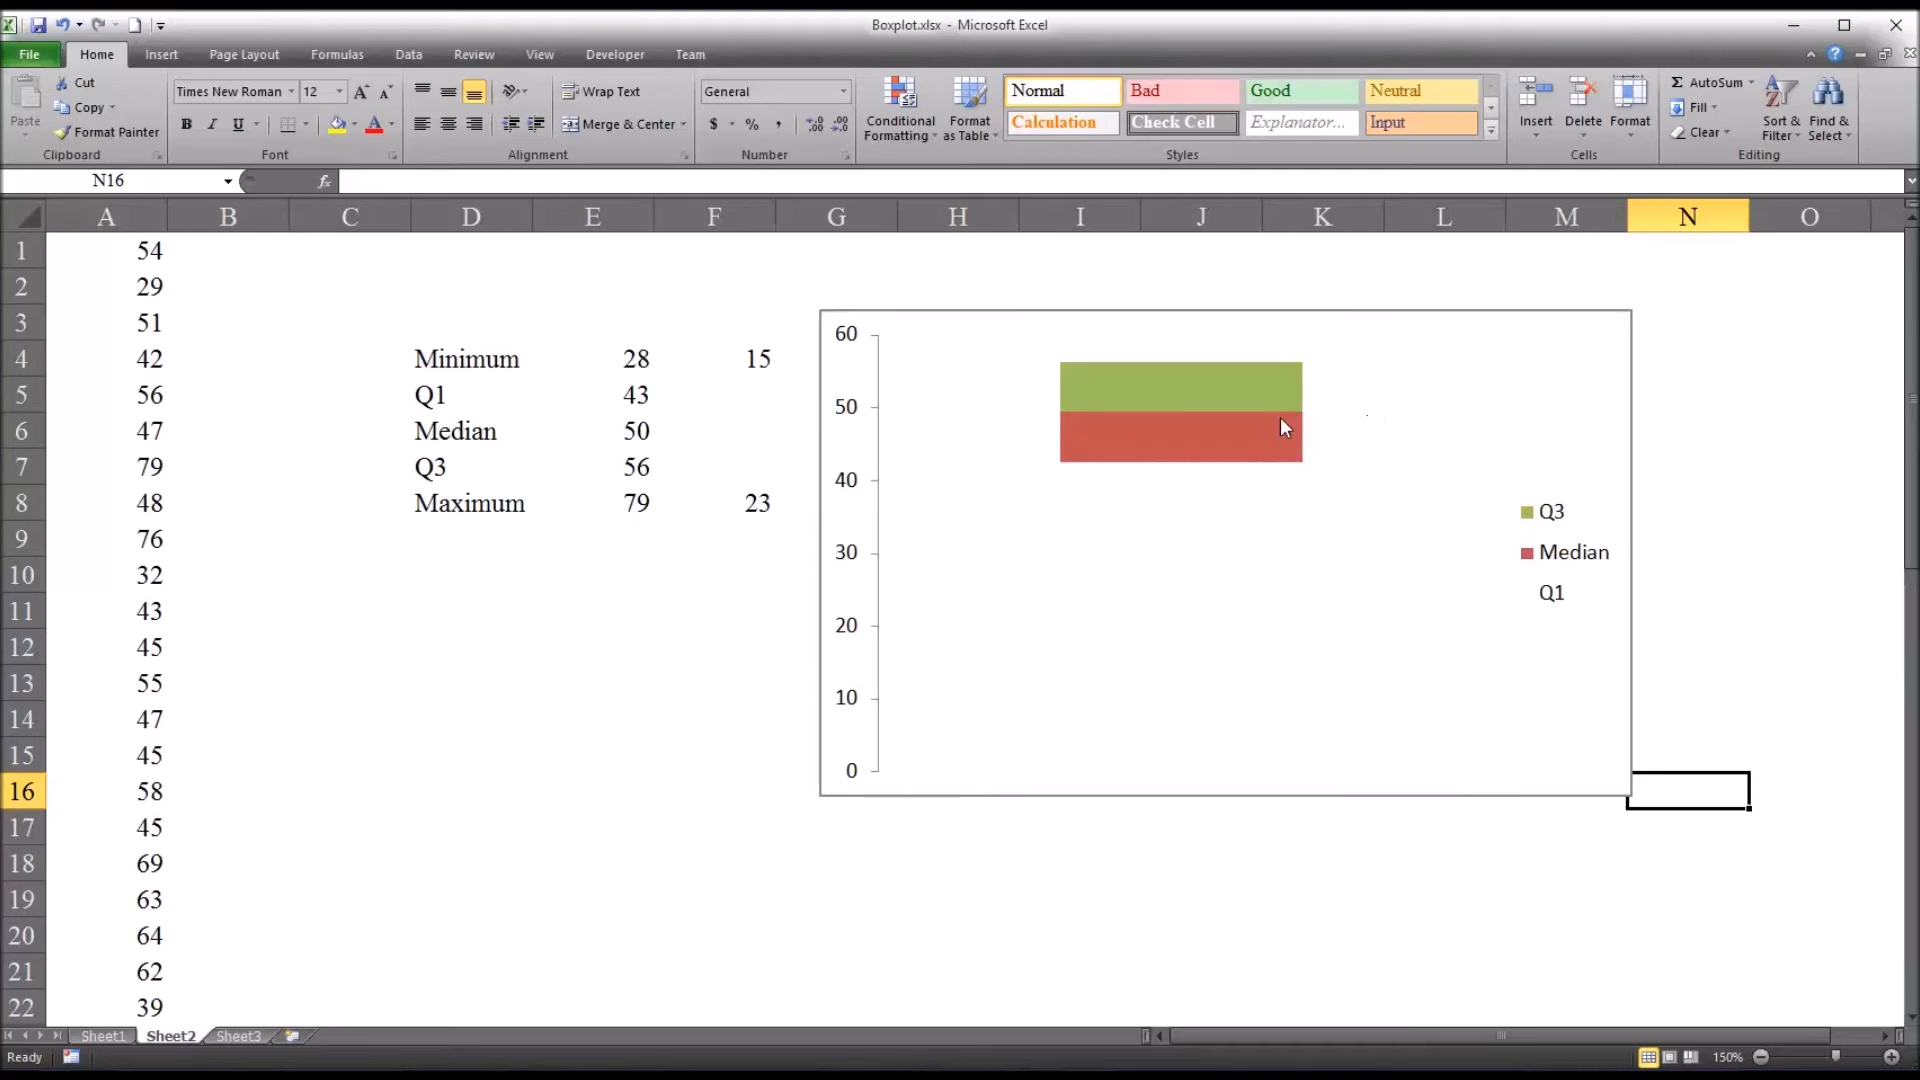 Boxplot.xlsx - Microsoft Excel
File Home Insert Page Layout Formulas Data Review View Developer Team
Paste
Cut
Copy
Format Painter
Clipboard
Times New Roman 12
B I U
Font
Wrap Text
Merge & Center
Alignment
General
$ % ,
Number
Conditional Formatting
Format as Table
Normal Bad Good Neutral
Calculation Check Cell Explanator... Input
Styles
Insert Delete Format
Cells
Σ AutoSum
Fill
Clear
Sort & Filter
Find & Select
Editing
N16 fx
A B C D E F G H I J K L M N O
1 54
2 29
3 51
4 42 Minimum 28 15
5 56 Q1 43
6 47 Median 50
7 79 Q3 56
8 48 Maximum 79 23
9 76
10 32
11 43
12 45
13 55
14 47
15 45
16 58
17 45
18 69
19 63
20 64
21 62
22 39
60
50
40
30
20
10
0
Q3
Median
Q1
Sheet1 Sheet2 Sheet3
Ready 150%